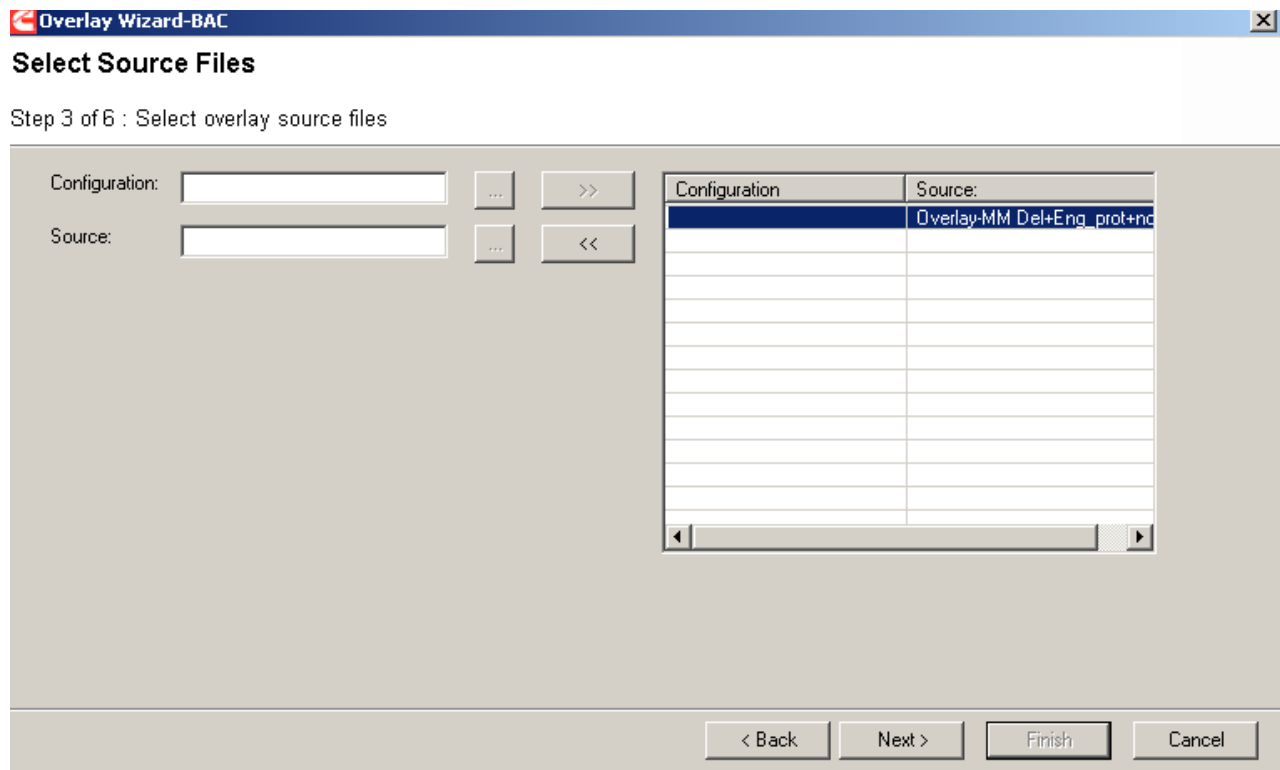 Overlay Wizard-BAC
Select Source Files
Step 3 of 6 : Select overlay source files
Configuration:
...
>>
Source:
...
<<
Configuration
Source:
Overlay-MM Del+Eng_prot+no
< Back
Next >
Finish
Cancel